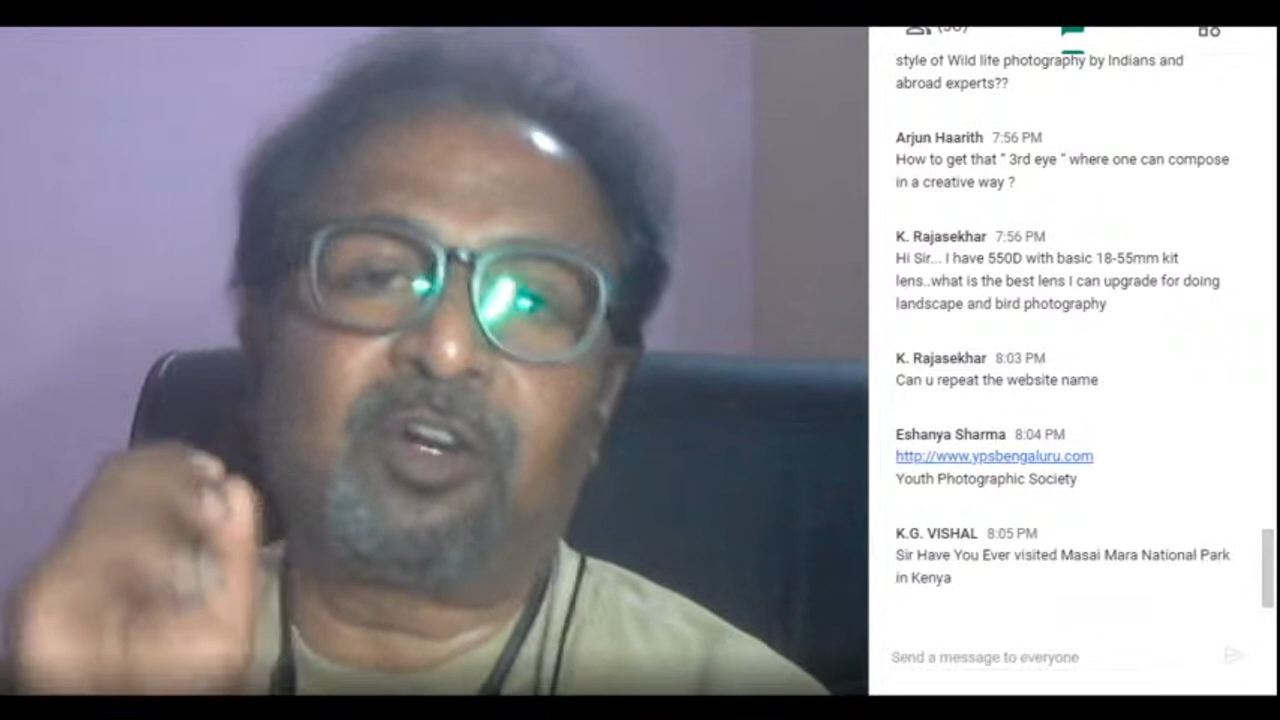 style of Wild life photography by Indians and
abroad experts??
Arjun Haarith 7:56 PM
How to get that " 3rd eye " where one can compose
in a creative way ?
K. Rajasekhar 7:56 PM
Hi Sir... I have 550D with basic 18-55mm kit
lens..what is the best lens I can upgrade for doing
landscape and bird photography
K. Rajasekhar 8:03 PM
Can u repeat the website name
Eshanya Sharma 8:04 PM
http://www.ypsbengaluru.com
Youth Photographic Society
K.G. VISHAL 8:05 PM
Sir Have You Ever visited Masai Mara National Park
in Kenya
Send a message to everyone